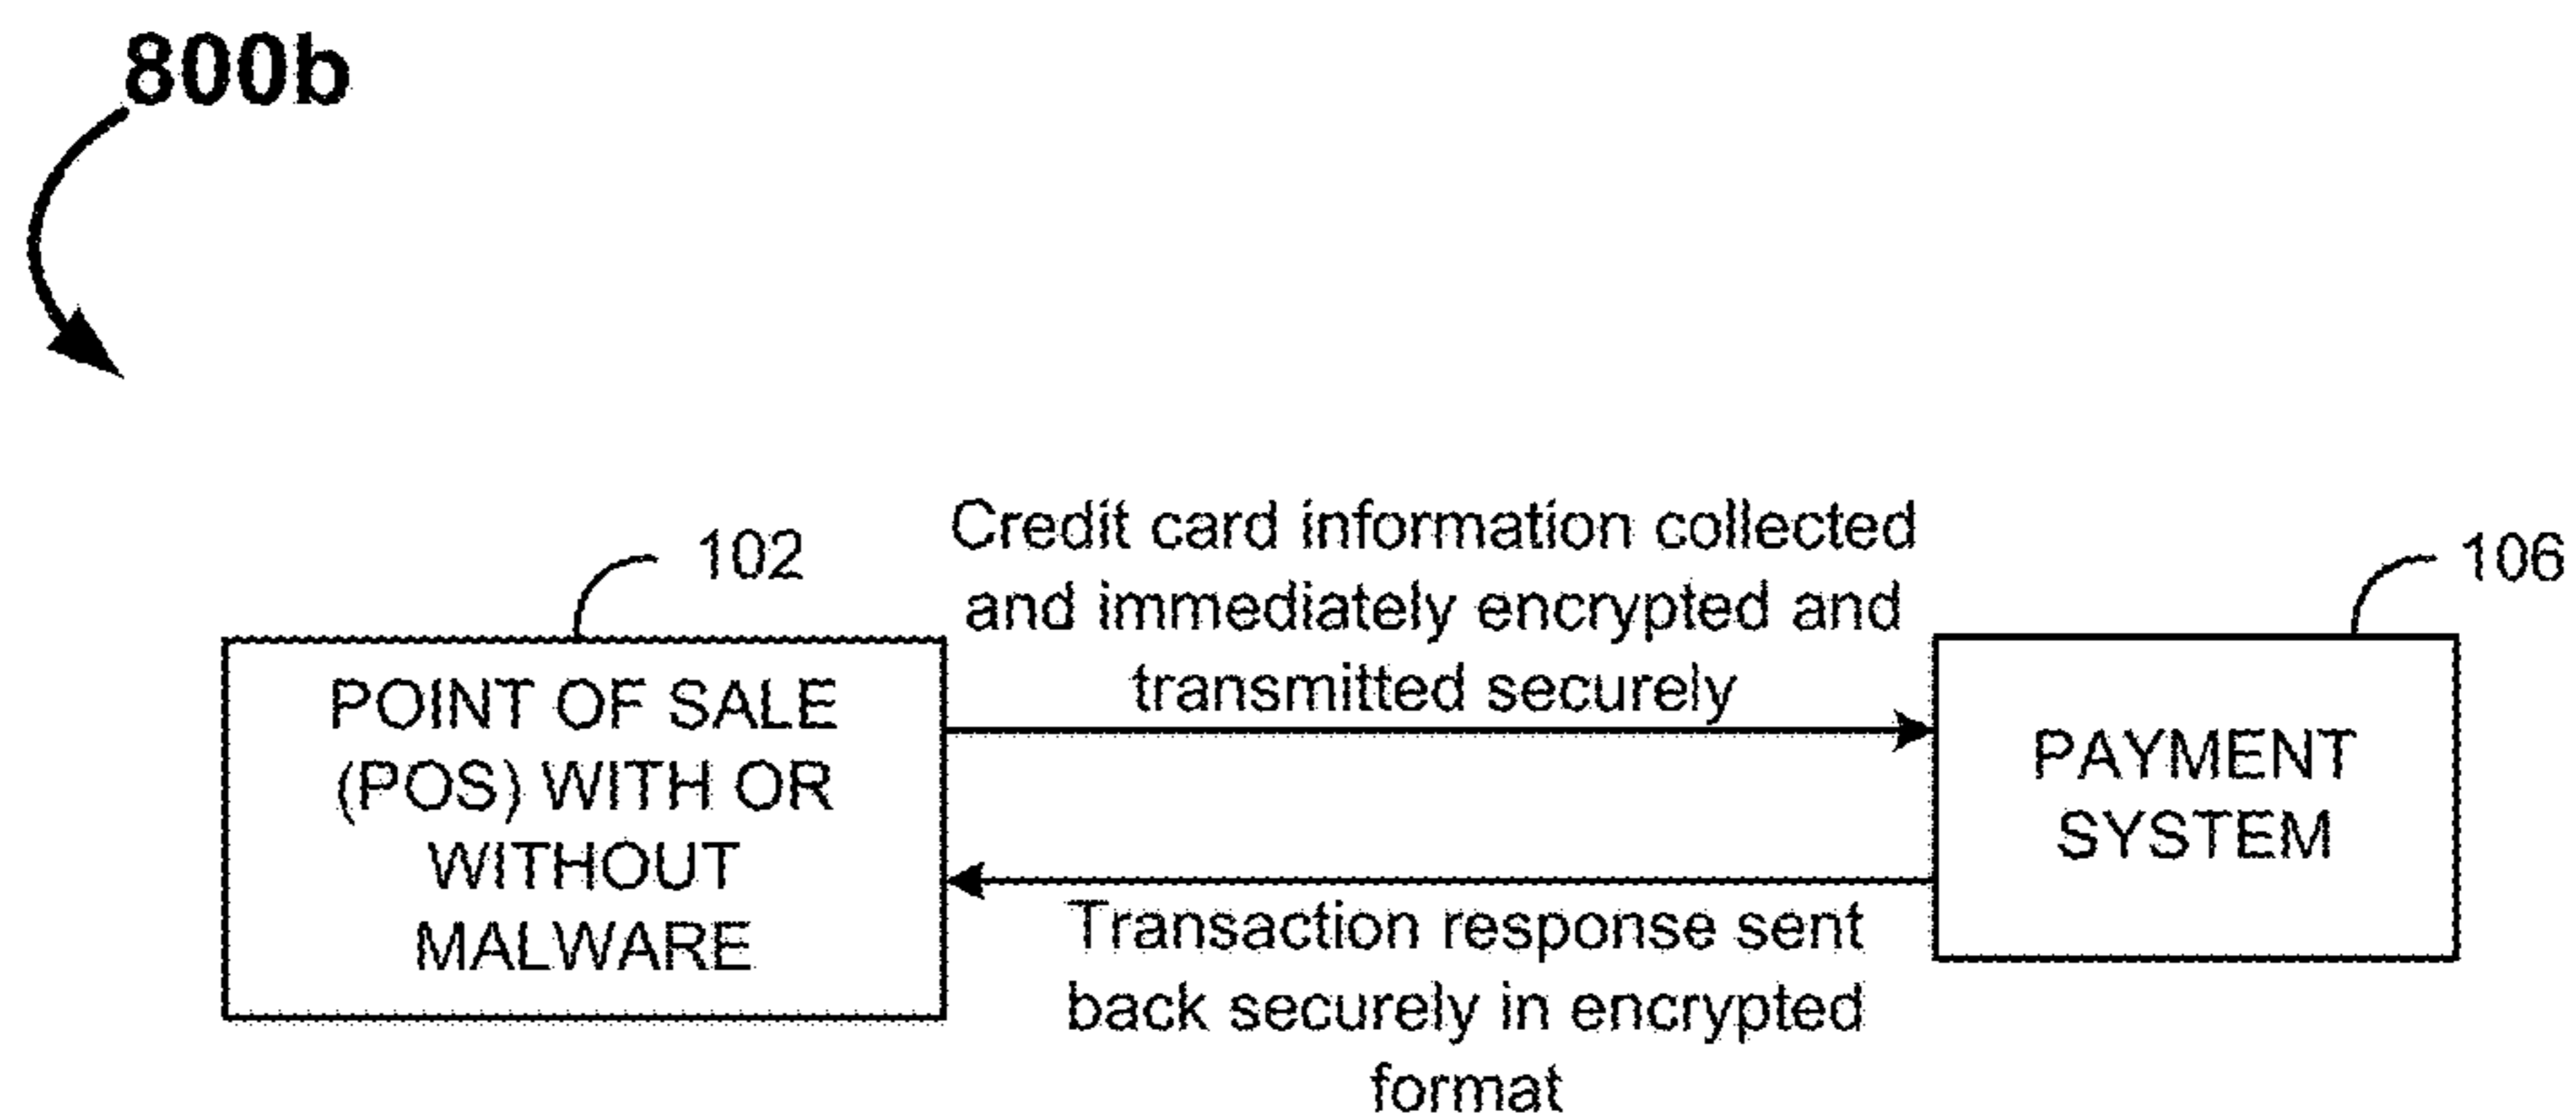 800b
102
Credit card information collected
and immediately encrypted and
transmitted securely
106
POINT OF SALE
(POS) WITH OR
WITHOUT
MALWARE
PAYMENT
SYSTEM
Transaction response sent
back securely in encrypted
format